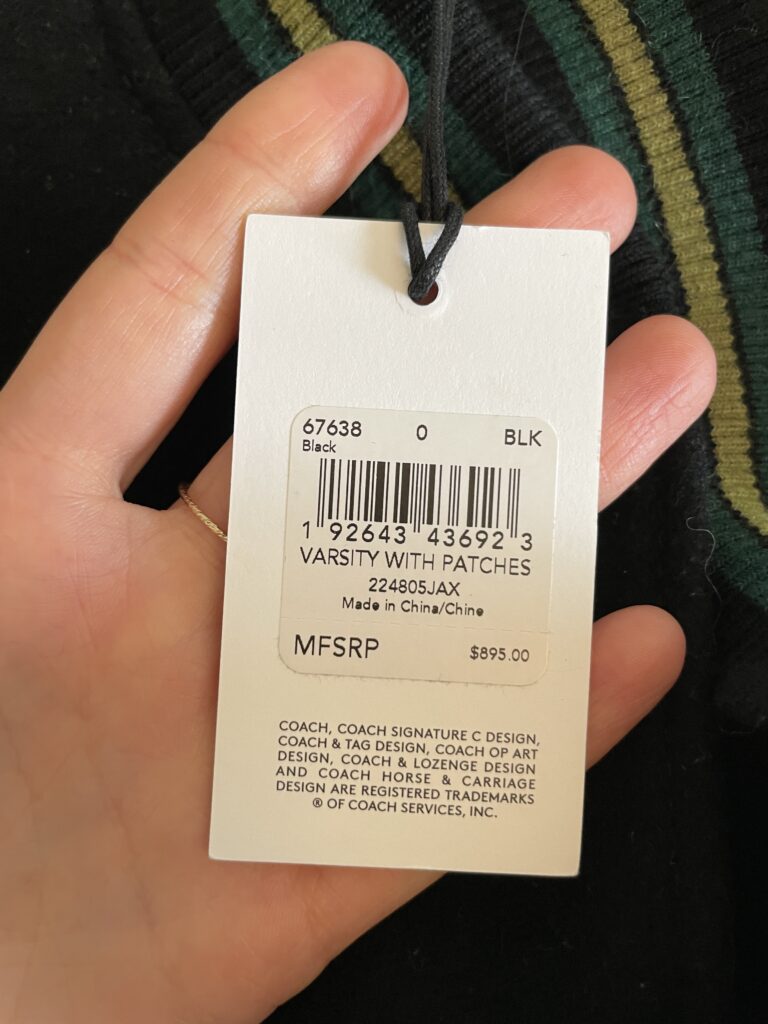 67638 0 BLK
Black
1 92643 43692 3
VARSITY WITH PATCHES
224805JAX
Made in China/Chine
MFSRP $895.00
COACH, COACH SIGNATURE C DESIGN,
COACH & TAG DESIGN, COACH OP ART
DESIGN, COACH & LOZENGE DESIGN
AND COACH HORSE & CARRIAGE
DESIGN ARE REGISTERED TRADEMARKS
® OF COACH SERVICES, INC.